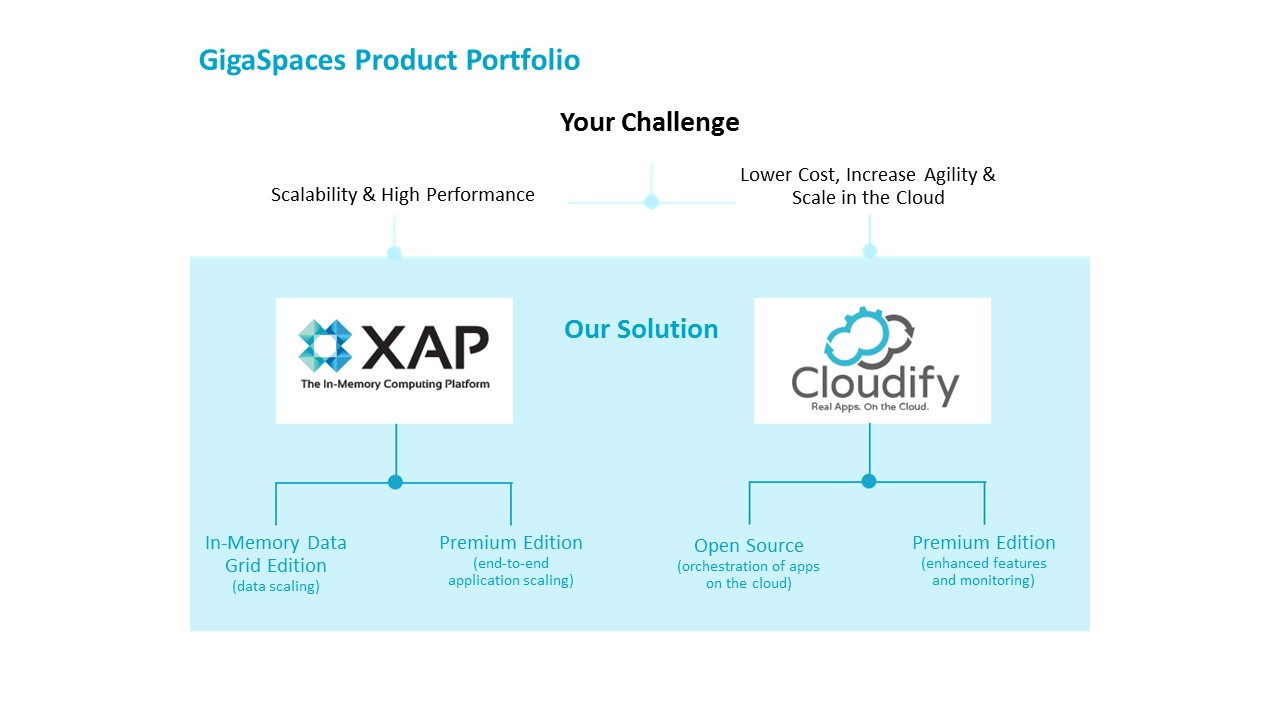 GigaSpaces Product Portfolio
Your Challenge
Scalability & High Performance
Lower Cost, Increase Agility &
Scale in the Cloud
Our Solution
XAP
The In-Memory Computing Platform
Cloudify
Real Apps. On the Cloud.
In-Memory Data
Grid Edition
(data scaling)
Premium Edition
(end-to-end
application scaling)
Open Source
(orchestration of apps
on the cloud)
Premium Edition
(enhanced features
and monitoring)